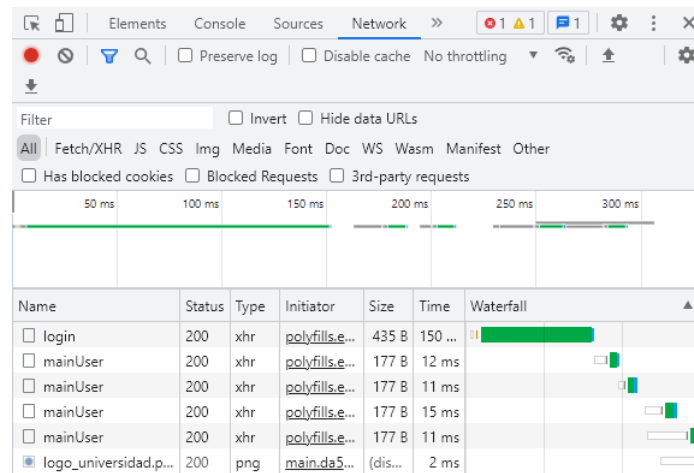 Elements Console Sources Network » 1 1 1
Preserve log Disable cache No throttling
Filter Invert Hide data URLs
All Fetch/XHR JS CSS Img Media Font Doc WS Wasm Manifest Other
Has blocked cookies Blocked Requests 3rd-party requests
50 ms 100 ms 150 ms 200 ms 250 ms 300 ms
Name Status Type Initiator Size Time Waterfall
login 200 xhr polyfills.e... 435 B 150 ...
mainUser 200 xhr polyfills.e... 177 B 12 ms
mainUser 200 xhr polyfills.e... 177 B 11 ms
mainUser 200 xhr polyfills.e... 177 B 15 ms
mainUser 200 xhr polyfills.e... 177 B 11 ms
logo_universidad.p... 200 png main.da5... (dis... 2 ms